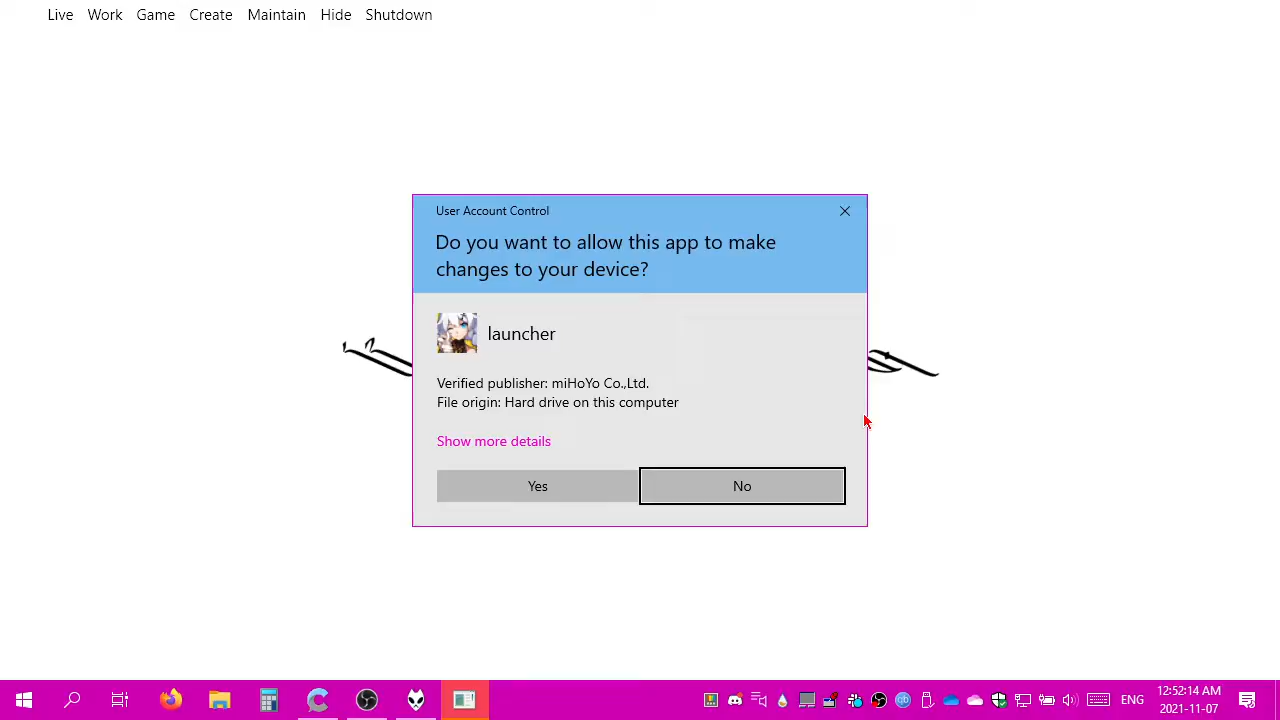 Live Work Game Create Maintain Hide Shutdown
User Account Control
Do you want to allow this app to make
changes to your device?
launcher
Verified publisher: miHoYo Co.,Ltd.
File origin: Hard drive on this computer
Show more details
Yes No
ENG
12:52:14 AM
2021-11-07